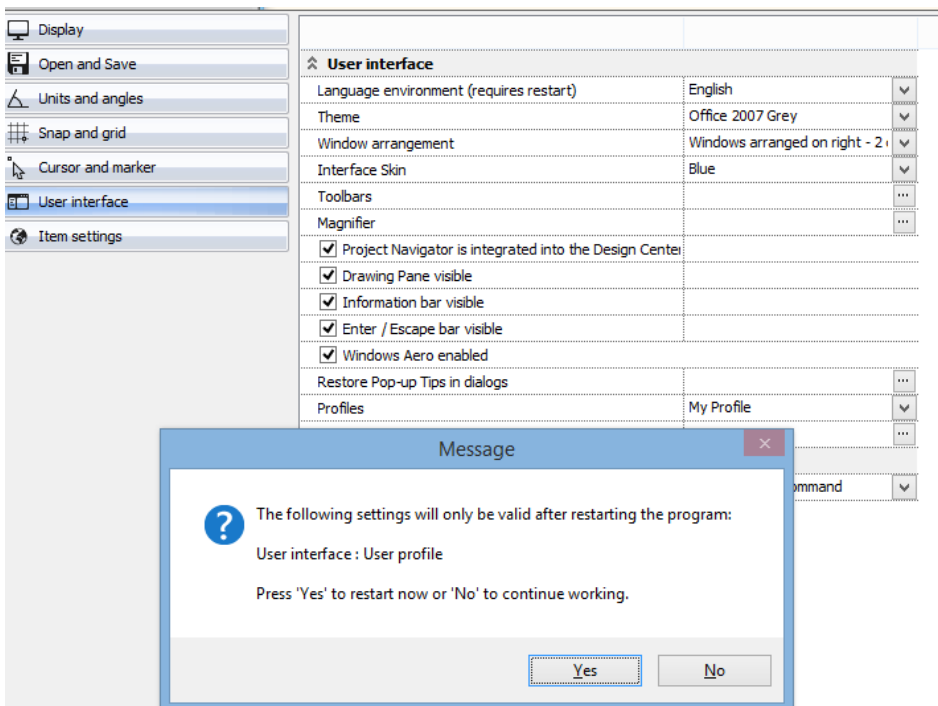 Display
Open and Save
Units and angles
Snap and grid
Cursor and marker
User interface
Item settings
User interface
Language environment (requires restart) English
Theme Office 2007 Grey
Window arrangement Windows arranged on right - 2
Interface Skin Blue
Toolbars ...
Magnifier ...
Project Navigator is integrated into the Design Center
Drawing Pane visible
Information bar visible
Enter / Escape bar visible
Windows Aero enabled
Restore Pop-up Tips in dialogs ...
Profiles My Profile
...
ommand
Message
The following settings will only be valid after restarting the program:
User interface : User profile
Press 'Yes' to restart now or 'No' to continue working.
Yes No